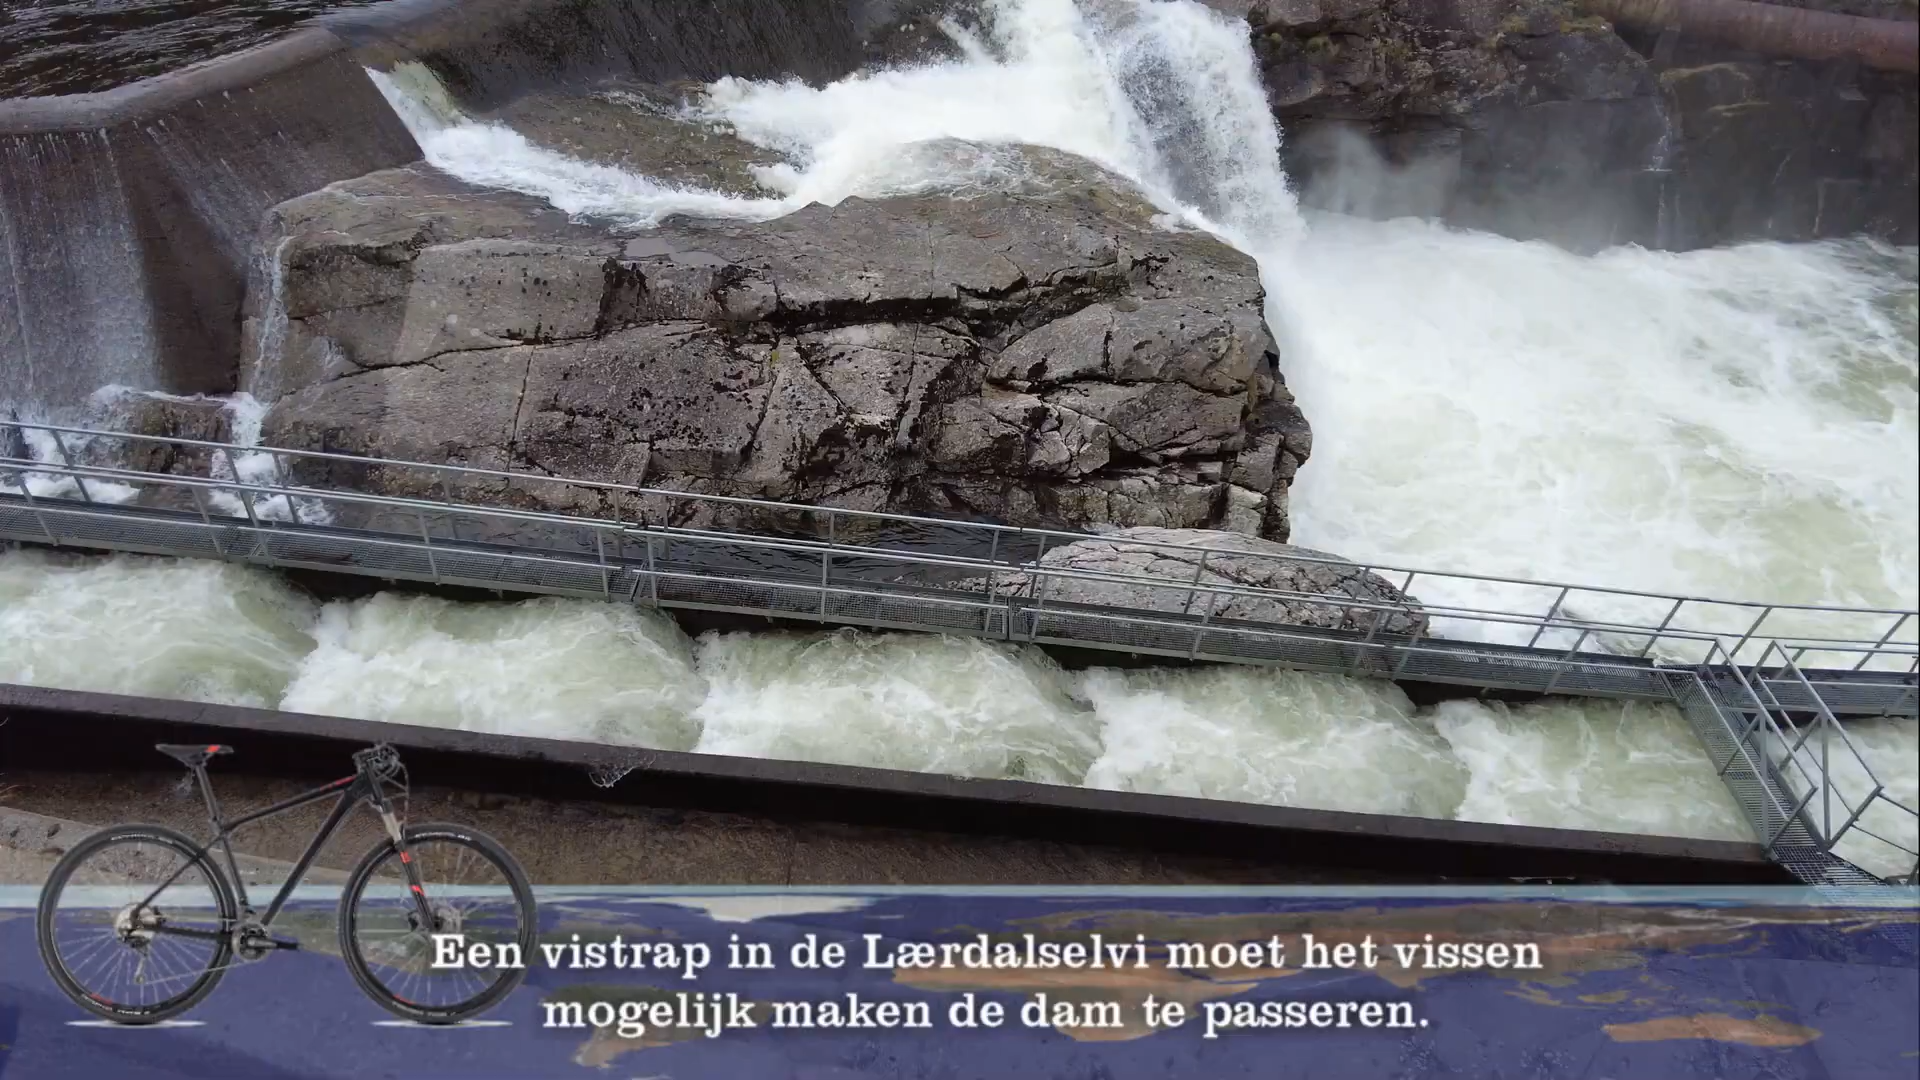 Een vistrap in de Lærdalselvi moet het vissen
mogelijk maken de dam te passeren.